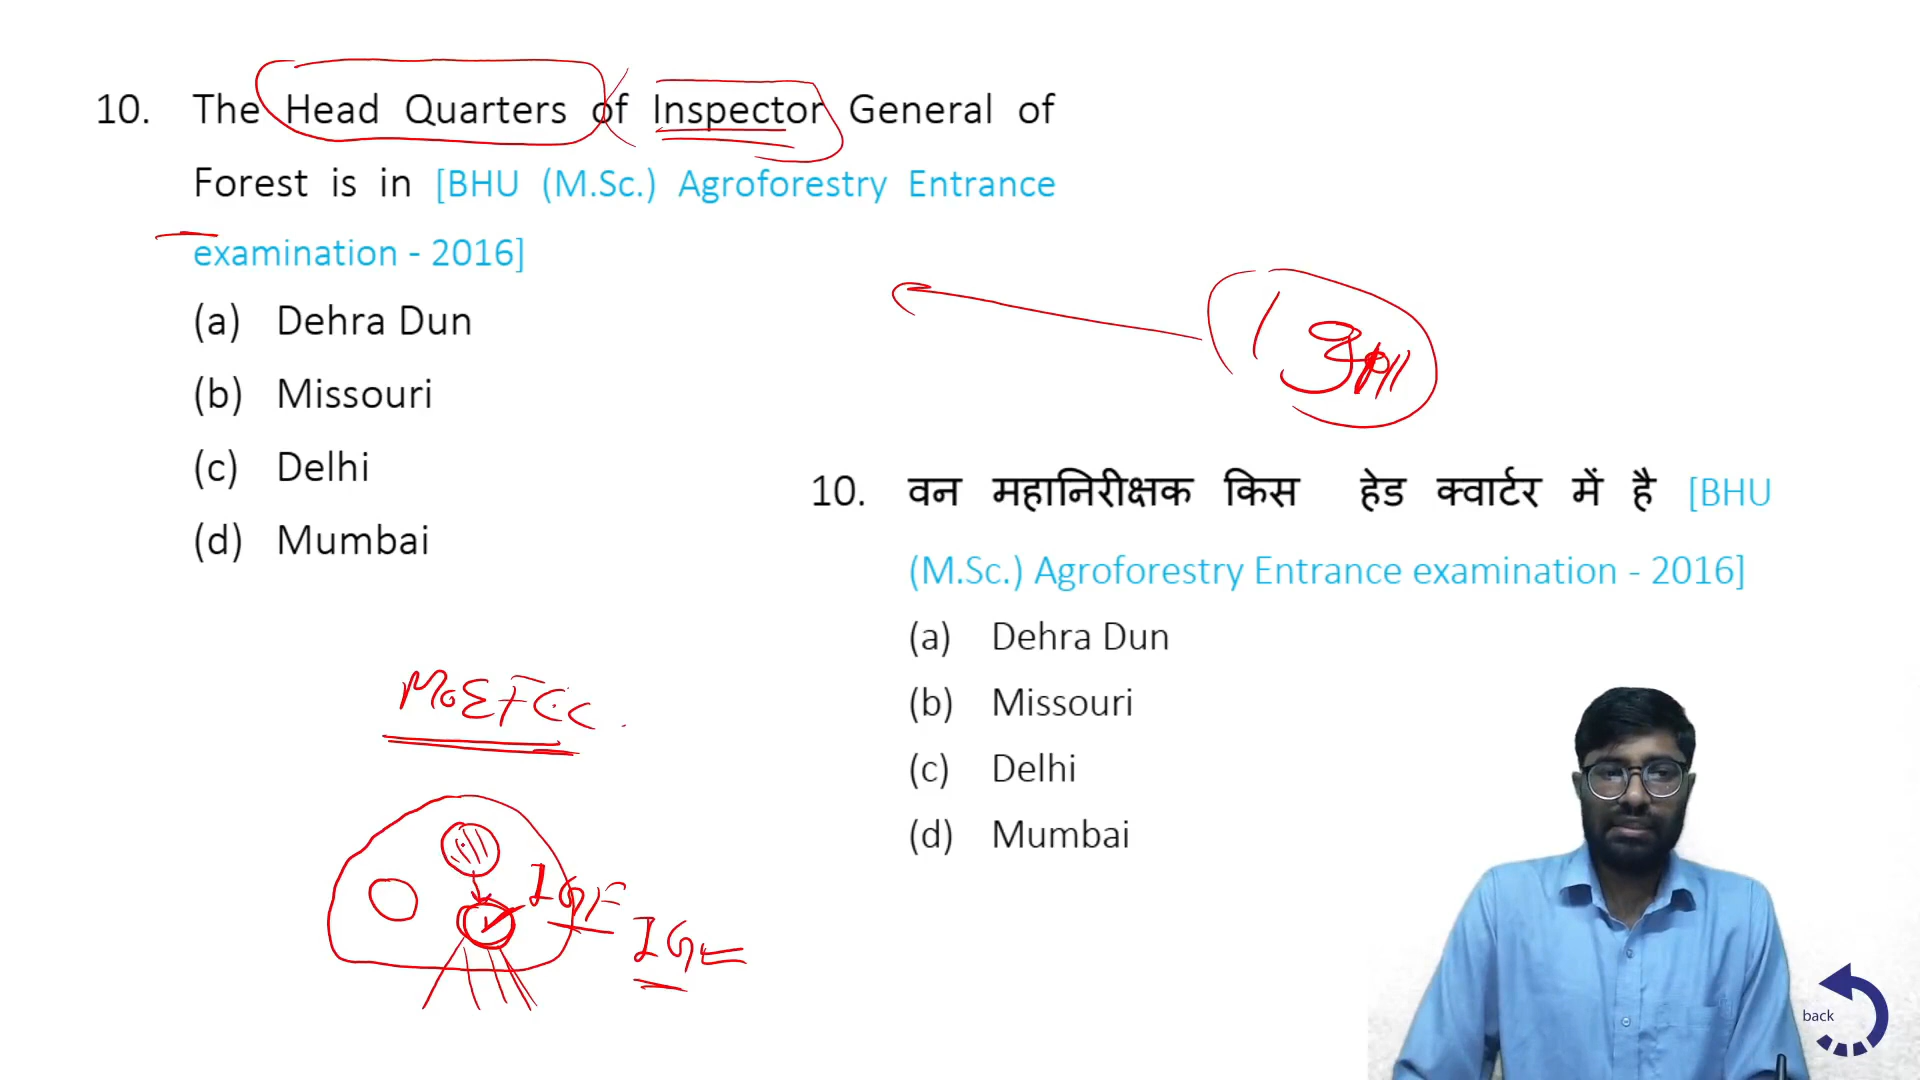 10. The Head Quarters of Inspector General of
Forest is in [BHU (M.Sc.) Agroforestry Entrance
examination - 2016]
(a) Dehra Dun
(b) Missouri
(c) Delhi
(d) Mumbai
10. वन महानिरीक्षक किस हेड क्वार्टर में है [BHU
(M.Sc.) Agroforestry Entrance examination - 2016]
(a) Dehra Dun
(b) Missouri
(c) Delhi
(d) Mumbai
MoEFCC
IGF
back